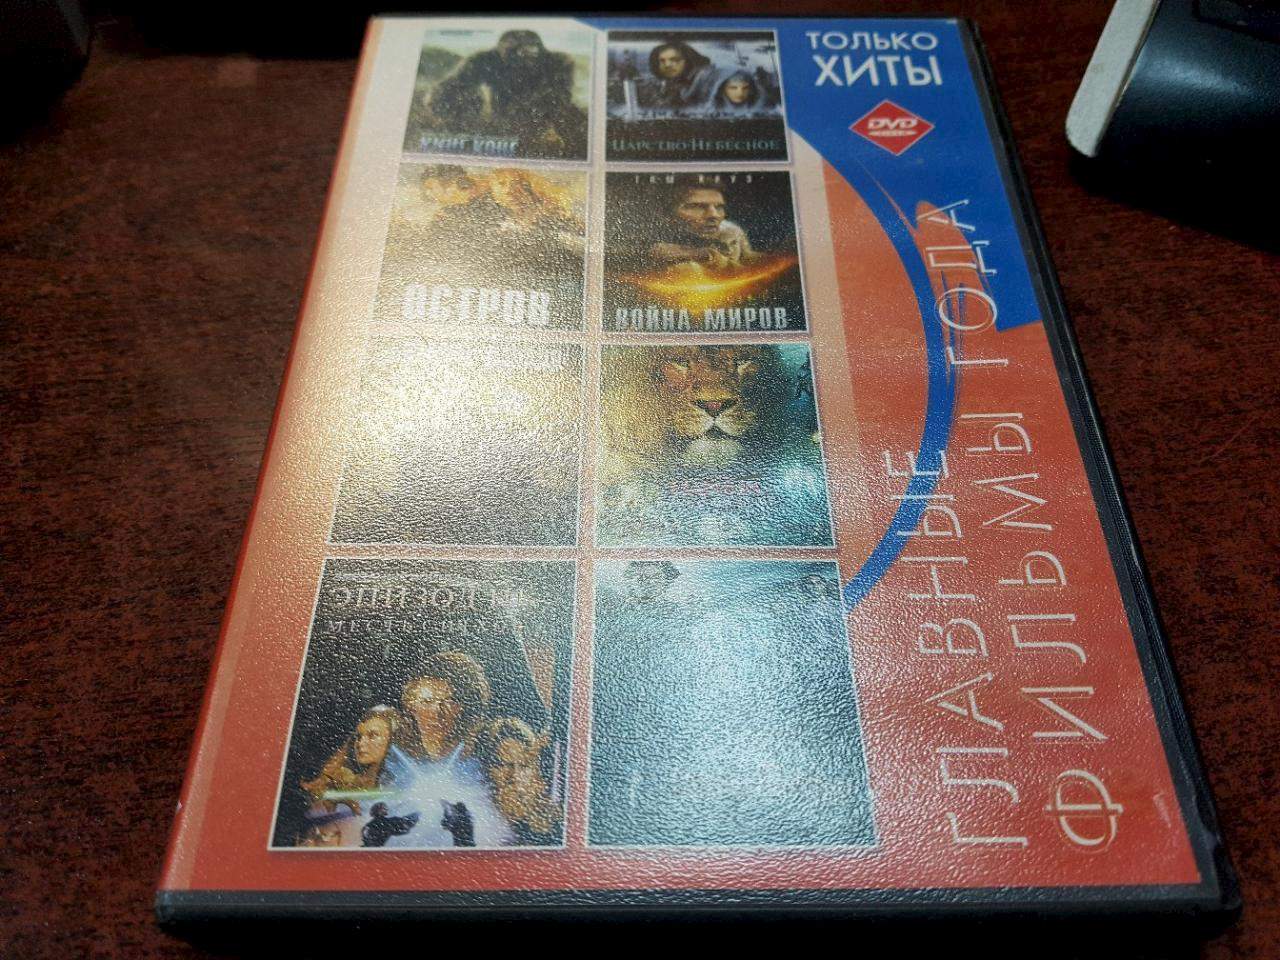 ТОЛЬКО
ХИТЫ
DVD
КИНГ КОНГ
ЦАРСТВО НЕБЕСНОЕ
ОСТРОВ
ТОМ КРУЗ
ВОЙНА МИРОВ
ЭПИЗОД III
МЕСТЬ СИТХОВ
ГЛАВНЫЕ
ФИЛЬМЫ ГОДА